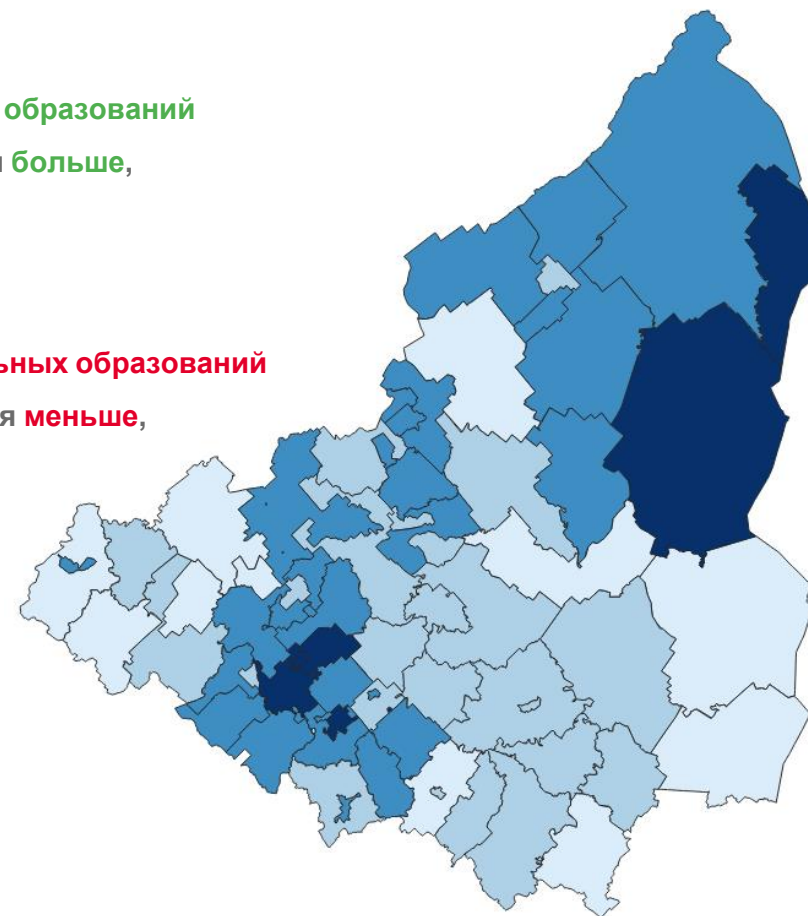 образований
больше,
ьных образований
я меньше,